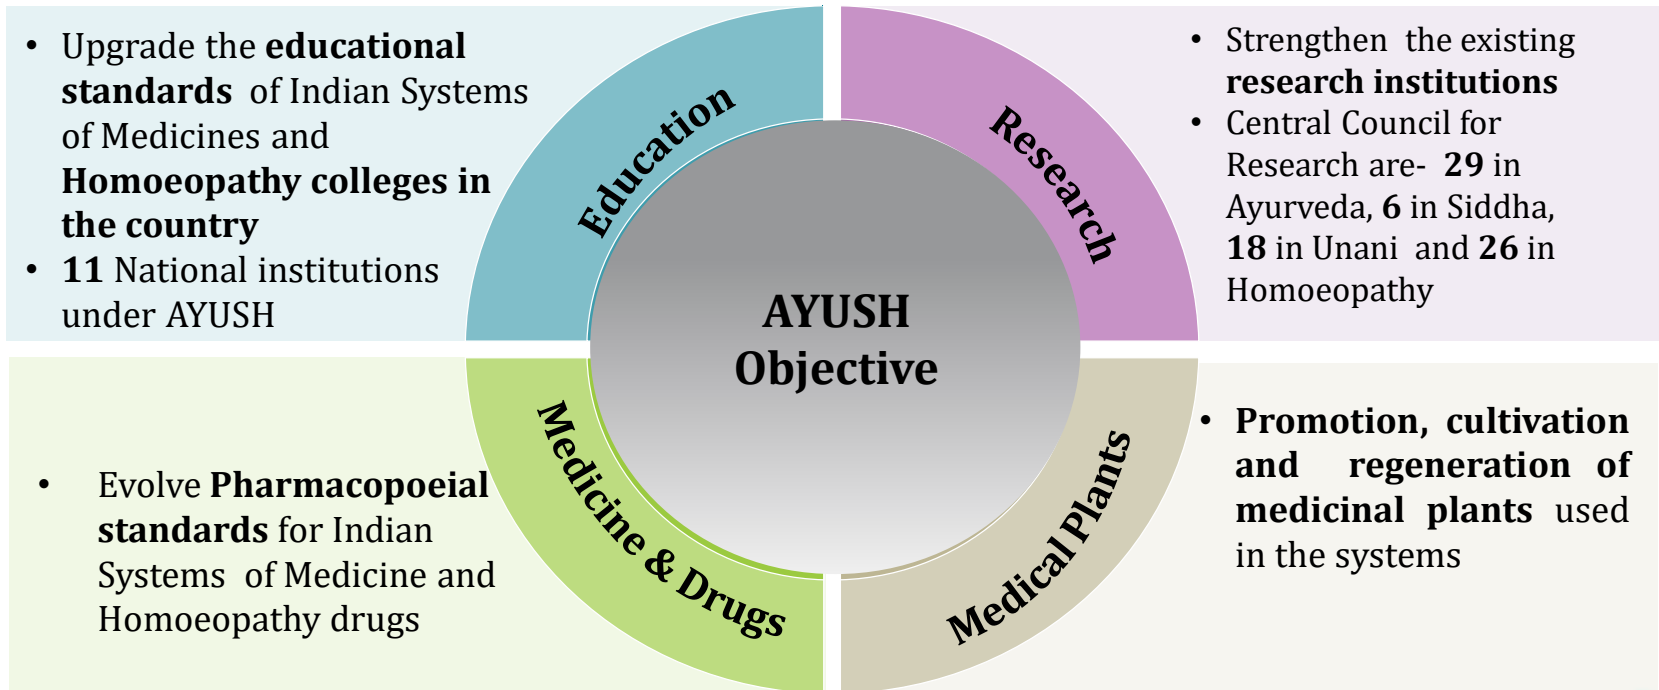 • Upgrade the educational
standards of Indian Systems
of Medicines and
Homoeopathy colleges in
the country
• 11 National institutions
under AYUSH
Education
Research
• Strengthen the existing
research institutions
• Central Council for
Research are- 29 in
Ayurveda, 6 in Siddha,
18 in Unani and 26 in
Homoeopathy
AYUSH
Objective
• Evolve Pharmacopoeial
standards for Indian
Systems of Medicine and
Homoeopathy drugs
Medicine & Drugs
Medical Plants
• Promotion, cultivation
and regeneration of
medicinal plants used
in the systems